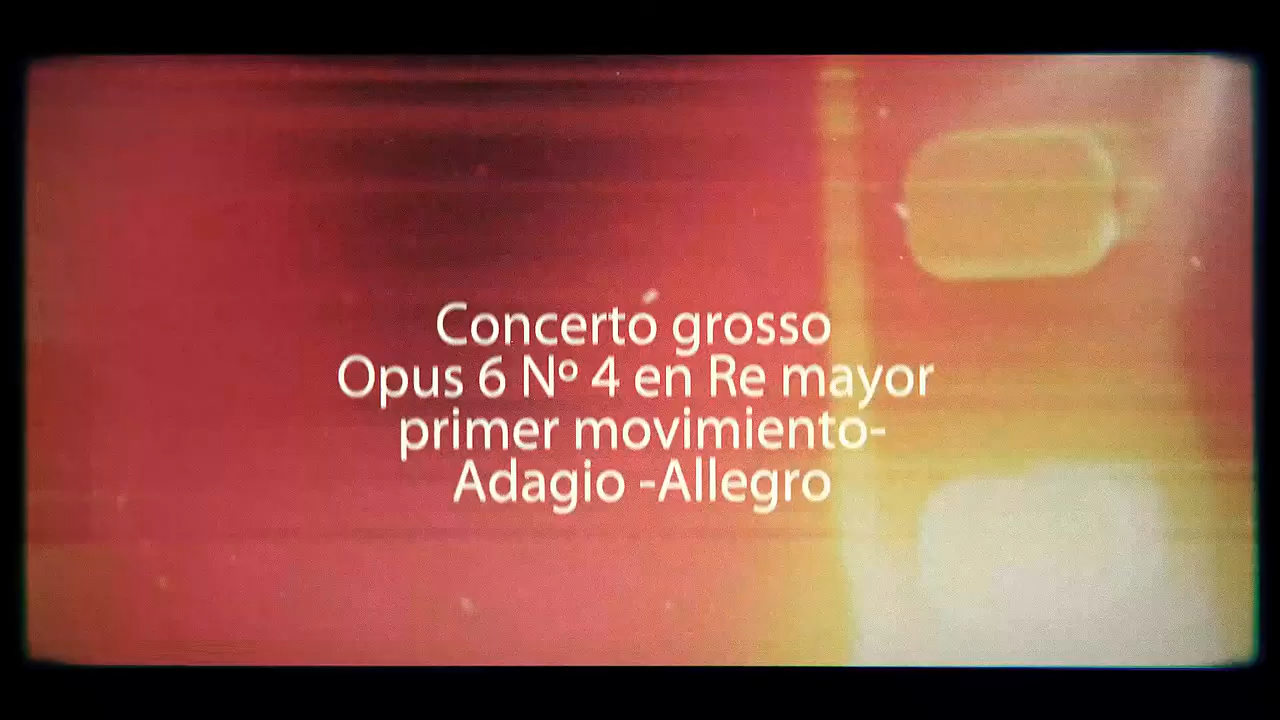 Concerto grosso
Opus 6 Nº 4 en Re mayor
primer movimiento-
Adagio -Allegro